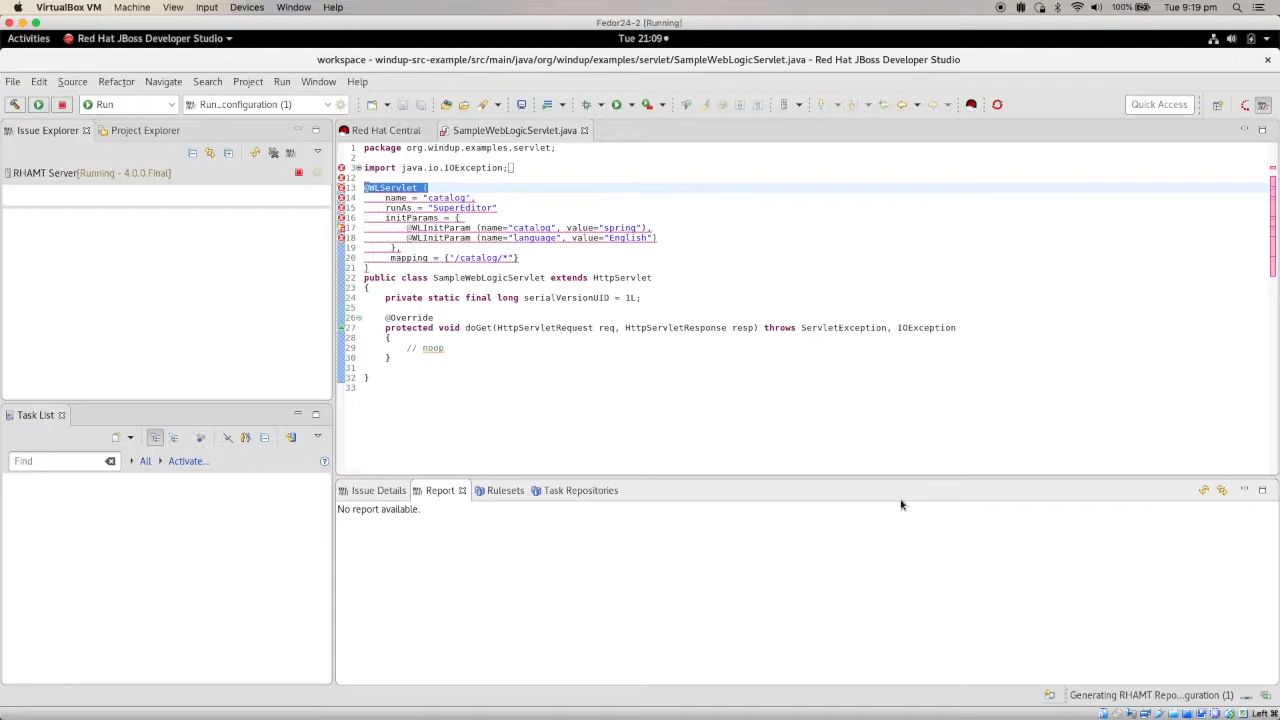 VirtualBox VM Machine View Input Devices Window Help 100% Tue 9:19 pm
Fedor24-2 [Running]
Activities Red Hat JBoss Developer Studio Tue 21:09
workspace - windup-src-example/src/main/java/org/windup/examples/servlet/SampleWebLogicServlet.java - Red Hat JBoss Developer Studio
File Edit Source Refactor Navigate Search Project Run Window Help
Run Run_configuration (1) Quick Access
Issue Explorer Project Explorer
RHAMT Server[Running - 4.0.0.Final]
Task List
Find All Activate...
Red Hat Central SampleWebLogicServlet.java
1 package org.windup.examples.servlet;
2
3 import java.io.IOException;
12
13 @WLServlet (
14 name = "catalog",
15 runAs = "SuperEditor"
16 initParams = {
17 @WLInitParam (name="catalog", value="spring"),
18 @WLInitParam (name="language", value="English")
19 },
20 mapping = {"/catalog/*"}
21 )
22 public class SampleWebLogicServlet extends HttpServlet
23 {
24 private static final long serialVersionUID = 1L;
25
26 @Override
27 protected void doGet(HttpServletRequest req, HttpServletResponse resp) throws ServletException, IOException
28 {
29 // noop
30 }
31
32 }
33
Issue Details Report Rulesets Task Repositories
No report available.
Generating RHAMT Repo...guration (1)
Left ⌘